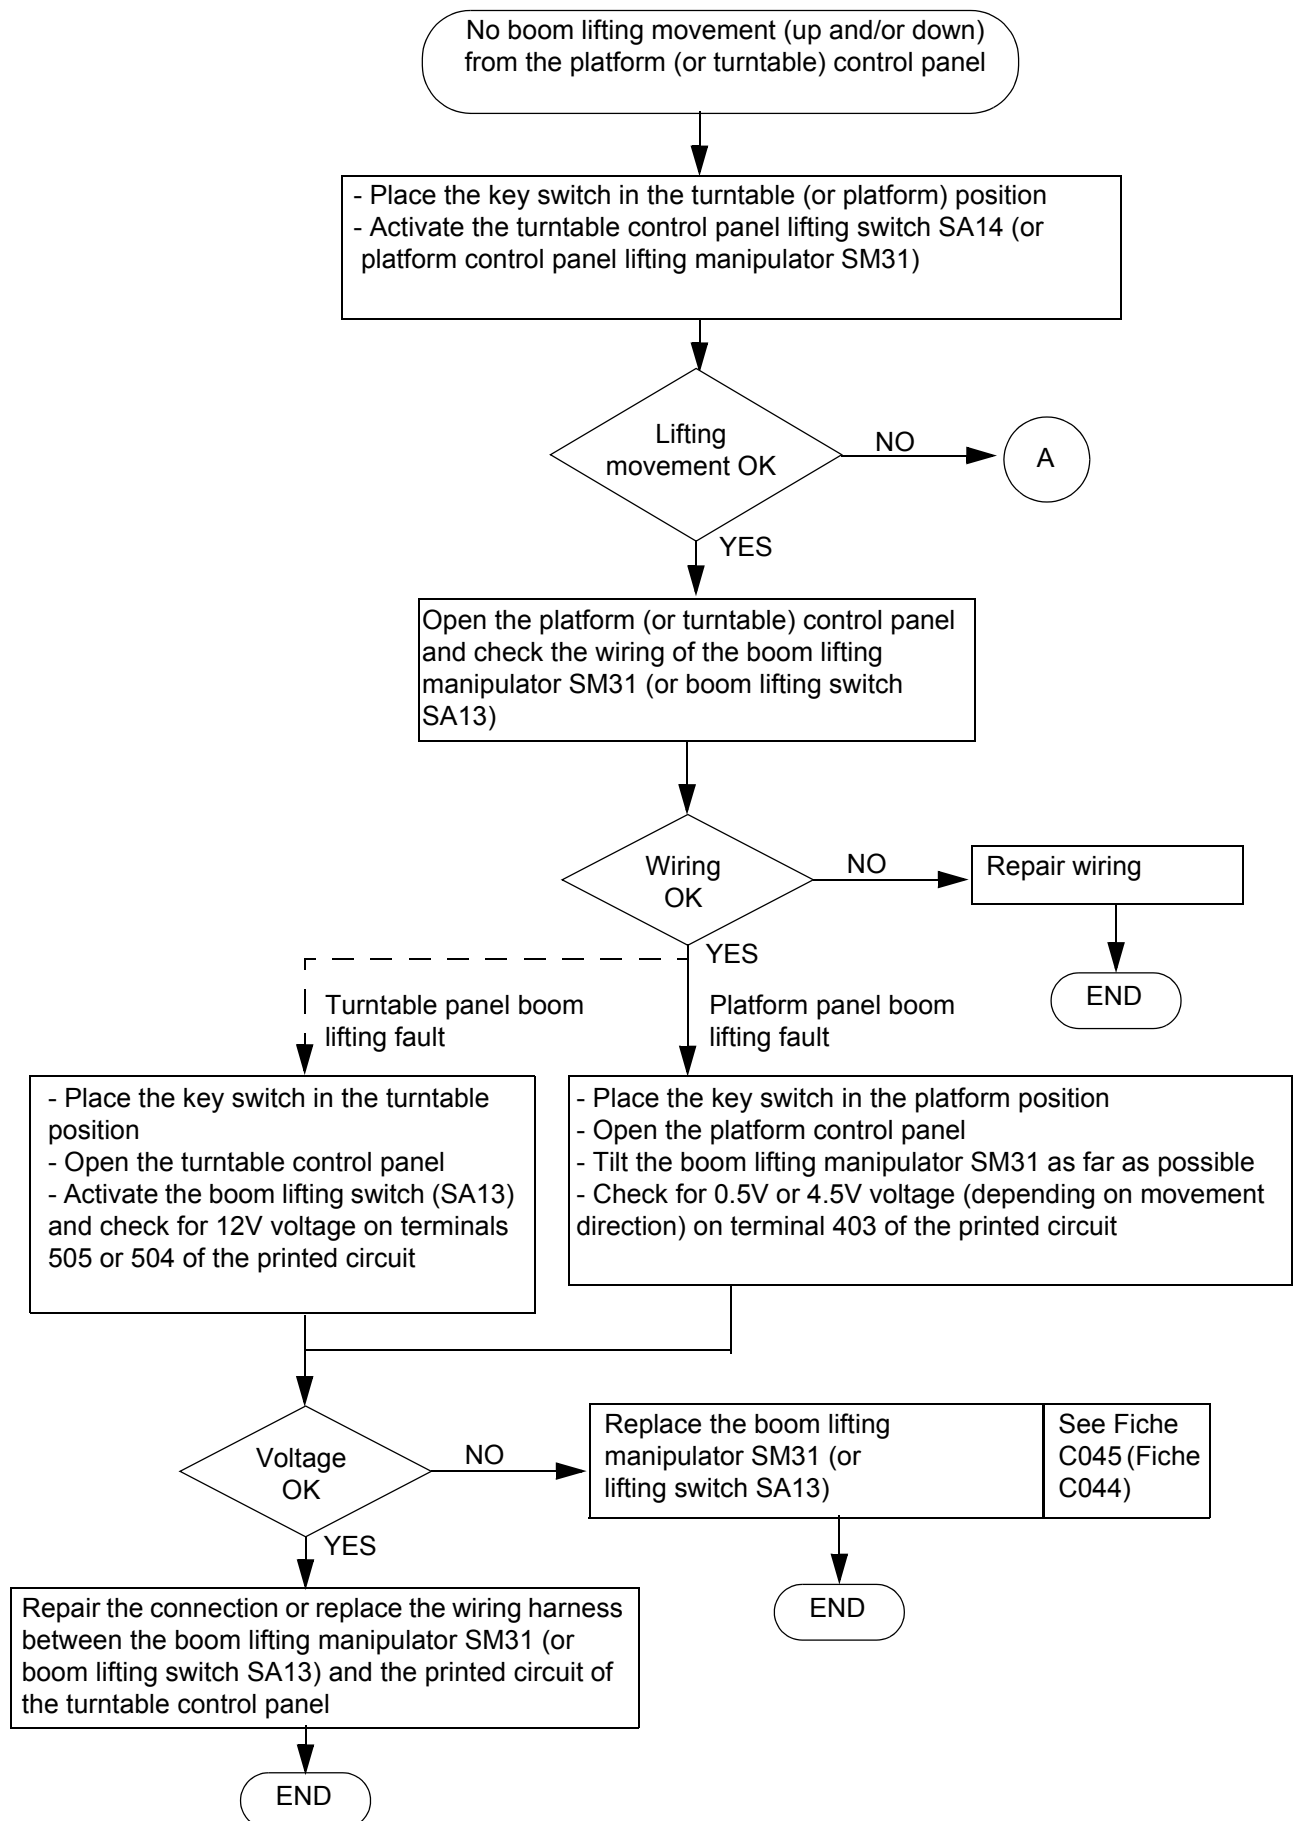 No boom lifting movement (up and/or down)
from the platform (or turntable) control panel
- Place the key switch in the turntable (or platform) position
- Activate the turntable control panel lifting switch SA14 (or
platform control panel lifting manipulator SM31)
Lifting
movement OK
NO
A
YES
Open the platform (or turntable) control panel
and check the wiring of the boom lifting
manipulator SM31 (or boom lifting switch
SA13)
Wiring
OK
NO
Repair wiring
END
YES
Turntable panel boom
lifting fault
Platform panel boom
lifting fault
- Place the key switch in the turntable
position
- Open the turntable control panel
- Activate the boom lifting switch (SA13)
and check for 12V voltage on terminals
505 or 504 of the printed circuit
- Place the key switch in the platform position
- Open the platform control panel
- Tilt the boom lifting manipulator SM31 as far as possible
- Check for 0.5V or 4.5V voltage (depending on movement
direction) on terminal 403 of the printed circuit
Voltage
OK
NO
Replace the boom lifting
manipulator SM31 (or
lifting switch SA13)
See Fiche
C045 (Fiche
C044)
END
YES
Repair the connection or replace the wiring harness
between the boom lifting manipulator SM31 (or
boom lifting switch SA13) and the printed circuit of
the turntable control panel
END